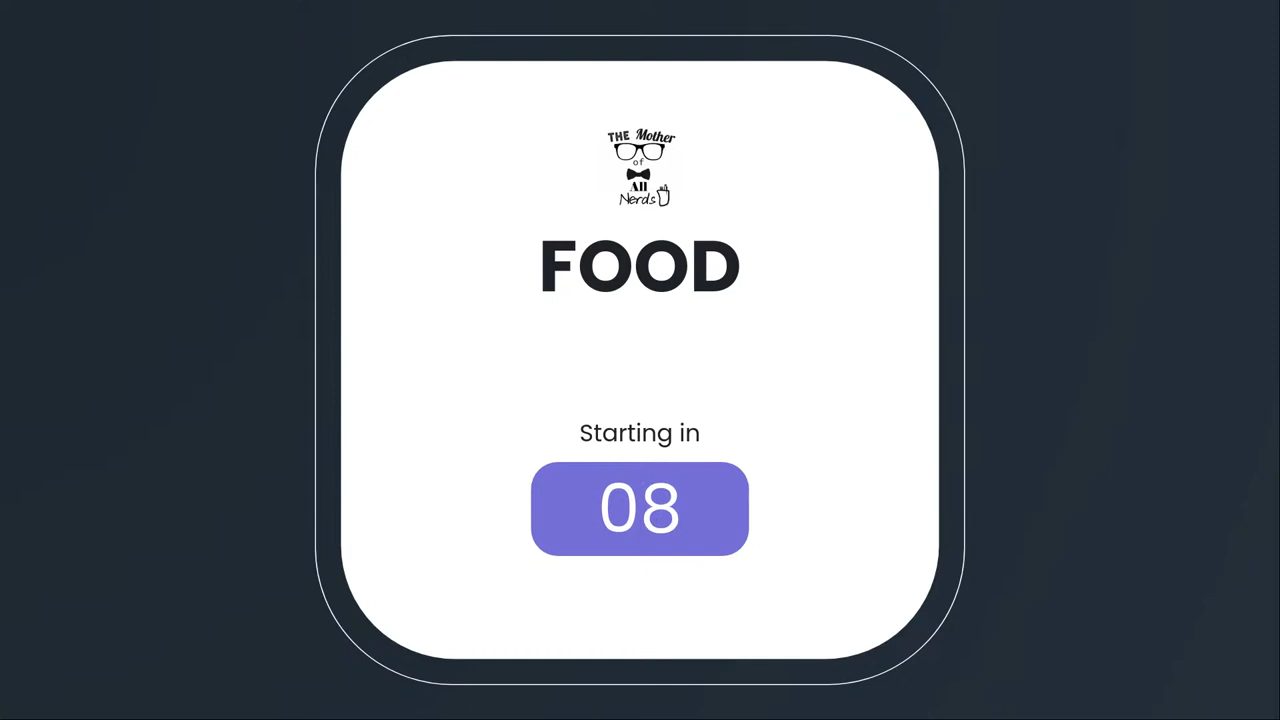 THE Mother
of
All
Nerds
FOOD
Starting in
08